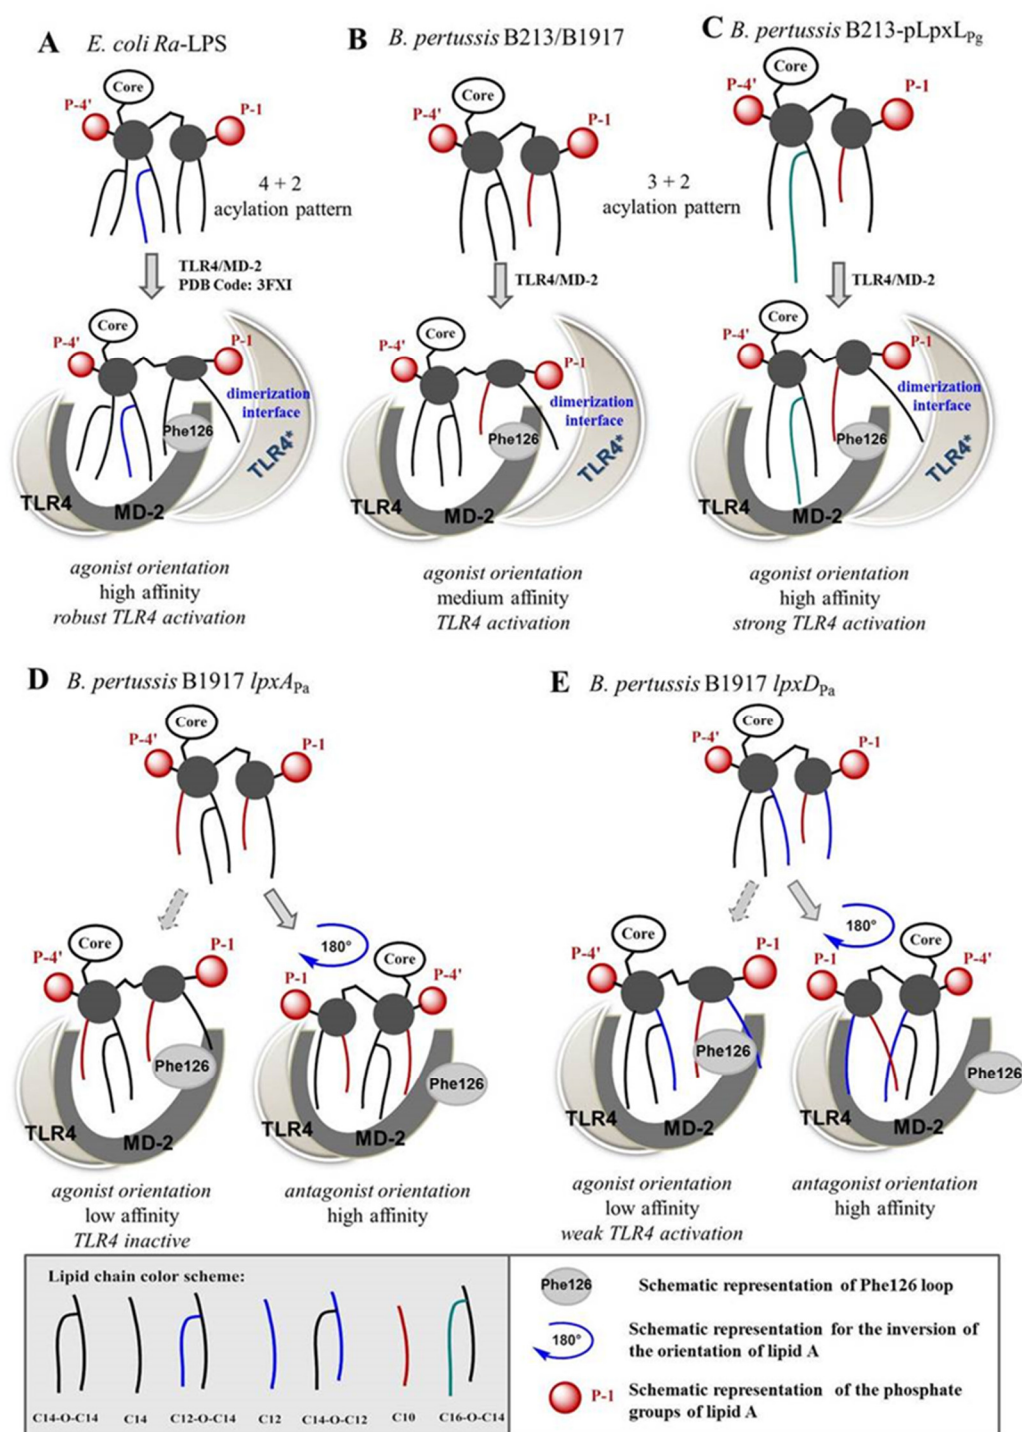 A E. coli Ra-LPS
Core
P-4'
P-1
4 + 2
acylation pattern
TLR4/MD-2
PDB Code: 3FXI
Core
P-4'
P-1
dimerization
interface
Phe126
TLR4*
TLR4
MD-2
agonist orientation
high affinity
robust TLR4 activation
B B. pertussis B213/B1917
Core
P-4'
P-1
3 + 2
acylation pattern
TLR4/MD-2
Core
P-4'
P-1
dimerization
interface
Phe126
TLR4*
TLR4
MD-2
agonist orientation
medium affinity
TLR4 activation
C B. pertussis B213-pLpxLPg
Core
P-4'
P-1
TLR4/MD-2
Core
P-4'
P-1
dimerization
interface
Phe126
TLR4*
TLR4
MD-2
agonist orientation
high affinity
strong TLR4 activation
D B. pertussis B1917 lpxAPa
Core
P-4'
P-1
Core
P-4'
P-1
Phe126
TLR4
MD-2
agonist orientation
low affinity
TLR4 inactive
180°
Core
P-1
P-4'
Phe126
TLR4
MD-2
antagonist orientation
high affinity
E B. pertussis B1917 lpxDPa
Core
P-4'
P-1
Core
P-4'
P-1
Phe126
TLR4
MD-2
agonist orientation
low affinity
weak TLR4 activation
180°
Core
P-1
P-4'
Phe126
TLR4
MD-2
antagonist orientation
high affinity
Lipid chain color scheme:
C14-O-C14 C14 C12-O-C14 C12 C14-O-C12 C10 C16-O-C14
Phe126 Schematic representation of Phe126 loop
180° Schematic representation for the inversion of
the orientation of lipid A
P-1 Schematic representation of the phosphate
groups of lipid A